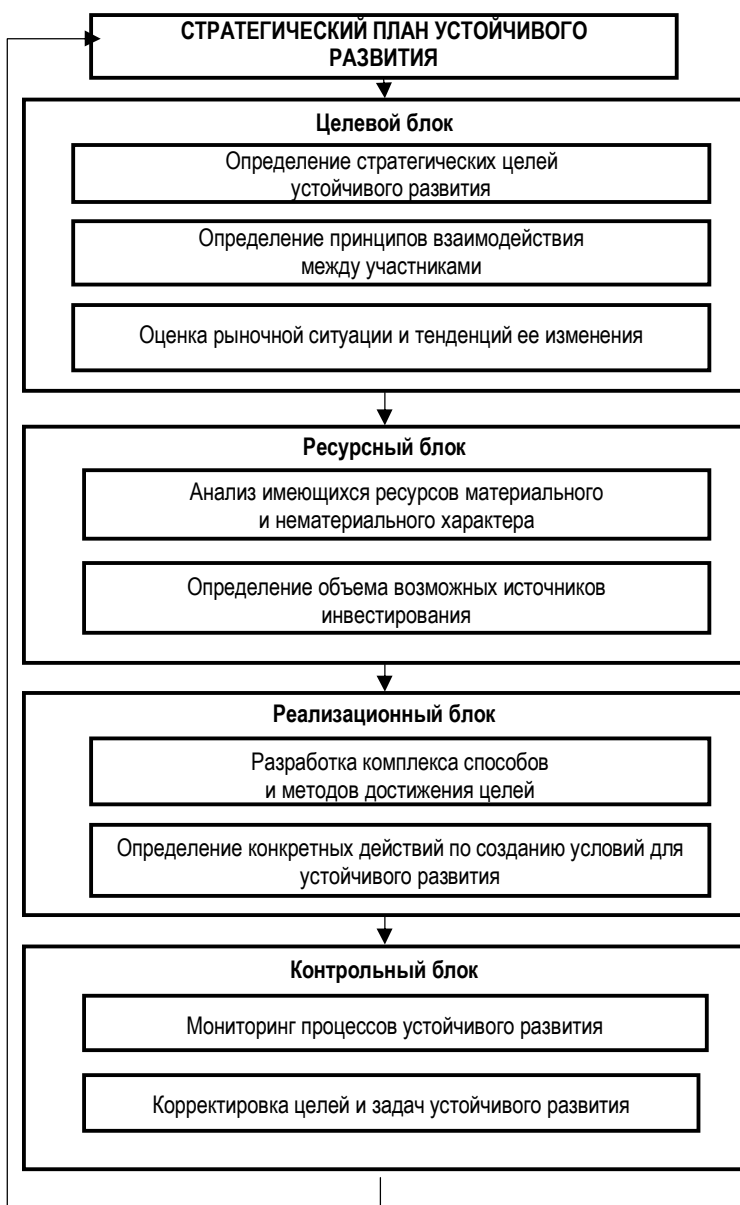 СТРАТЕГИЧЕСКИЙ ПЛАН УСТОЙЧИВОГО
РАЗВИТИЯ
Целевой блок
Определение стратегических целей
устойчивого развития
Определение принципов взаимодействия
между участниками
Оценка рыночной ситуации и тенденций ее изменения
Ресурсный блок
Анализ имеющихся ресурсов материального
и нематериального характера
Определение объема возможных источников
инвестирования
Реализационный блок
Разработка комплекса способов
и методов достижения целей
Определение конкретных действий по созданию условий для
устойчивого развития
Контрольный блок
Мониторинг процессов устойчивого развития
Корректировка целей и задач устойчивого развития